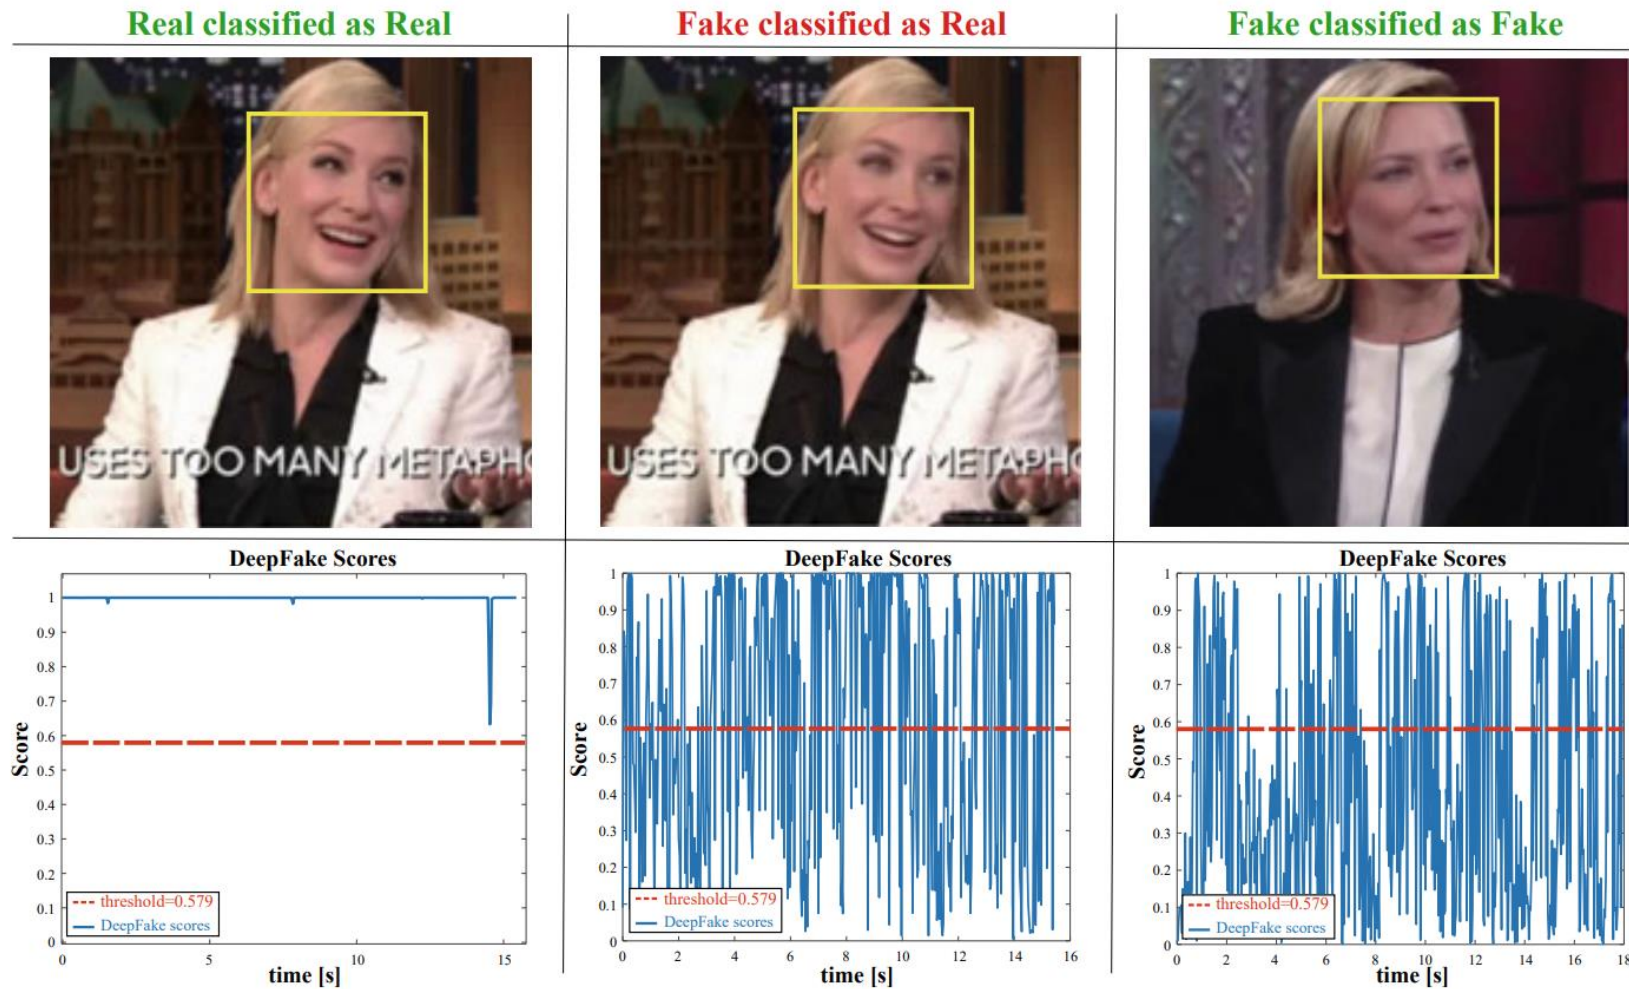 Real classified as Real
Fake classified as Real
Fake classified as Fake
USES TOO MANY METAPHO
USES TOO MANY METAPHO
DeepFake Scores
1
0.9
0.8
0.7
0.6
0.5
0.4
0.3
0.2
0.1
0
Score
threshold=0.579
DeepFake scores
0 5 10 15
time [s]
DeepFake Scores
1
0.9
0.8
0.7
0.6
0.5
0.4
0.3
0.2
0.1
0
Score
threshold=0.579
DeepFake scores
0 2 4 6 8 10 12 14 16
time [s]
DeepFake Scores
1
0.9
0.8
0.7
0.6
0.5
0.4
0.3
0.2
0.1
0
Score
threshold=0.579
DeepFake scores
0 2 4 6 8 10 12 14 16 18
time [s]